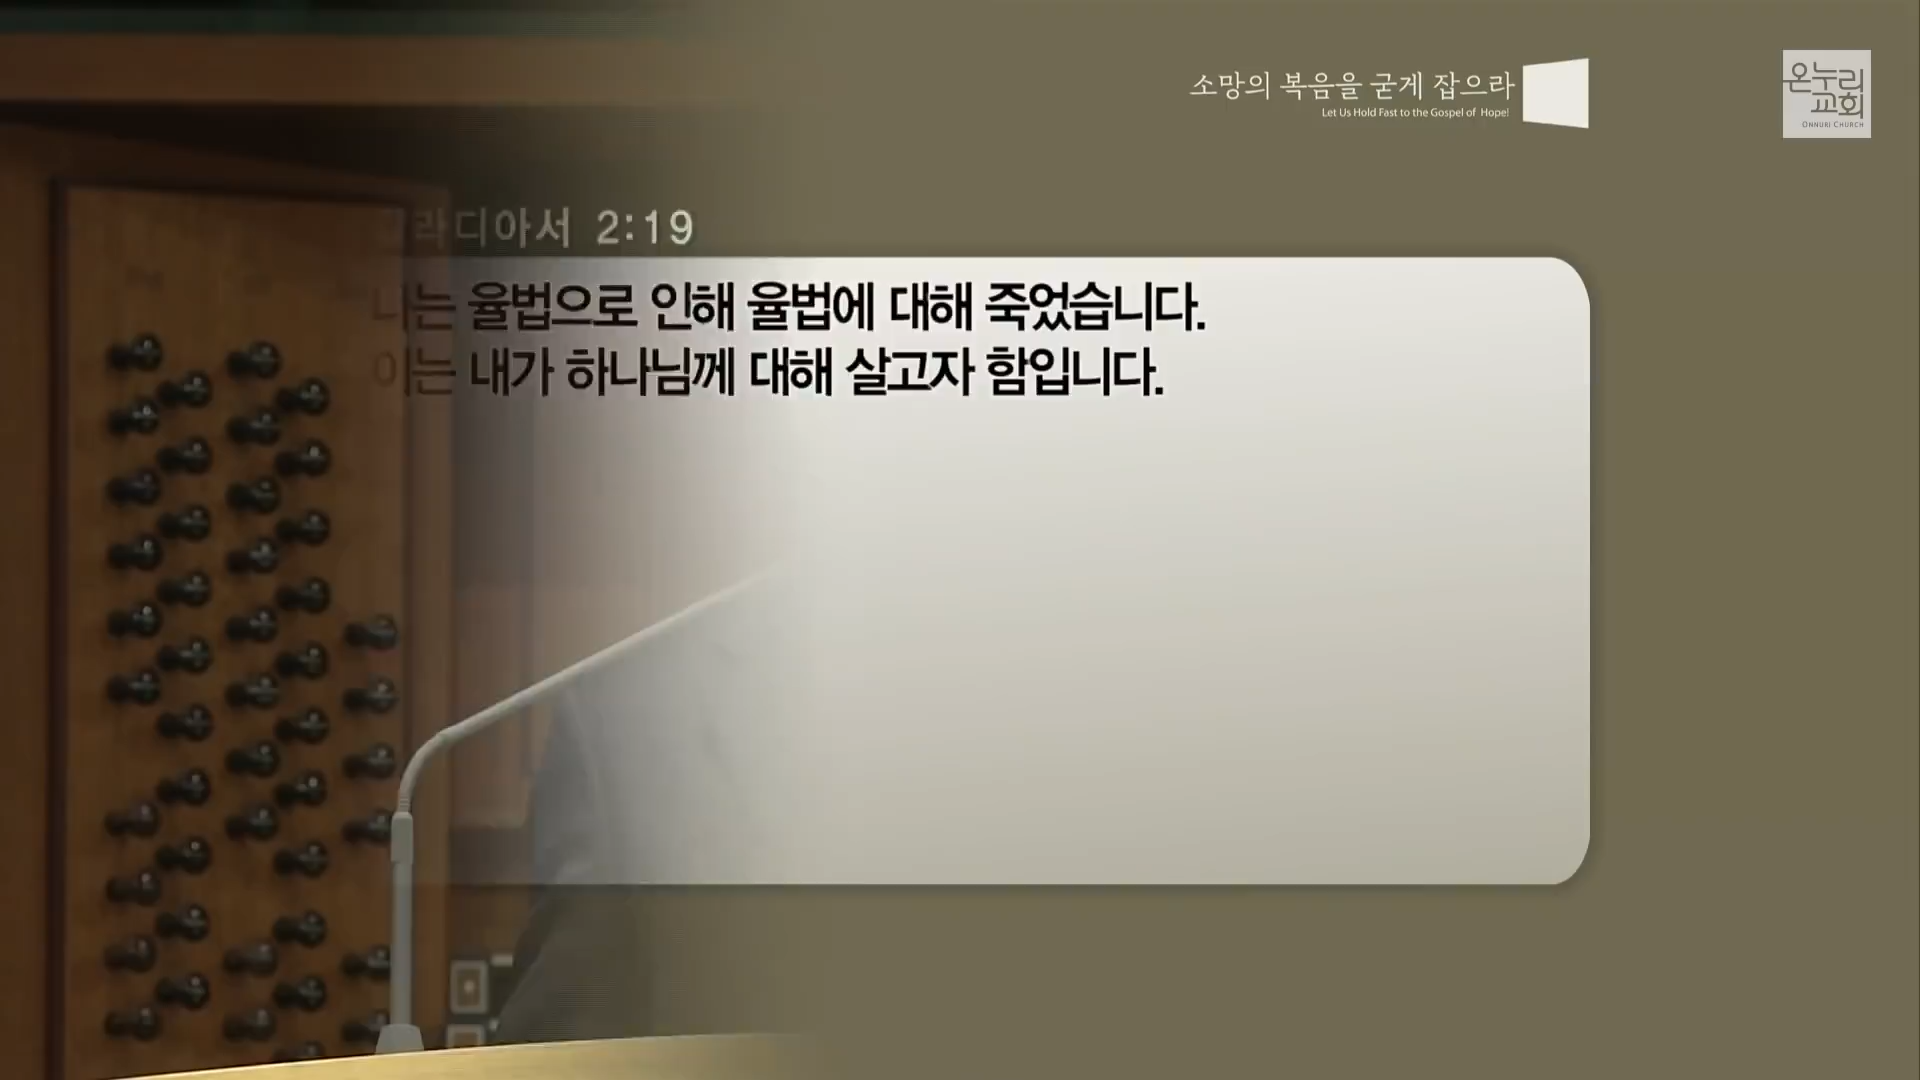 소망의 복음을 굳게 잡으라
Let Us Hold Fast to the Gospel of Hope!
온누리
교회
ONNURI CHURCH
갈라디아서 2:19
나는 율법으로 인해 율법에 대해 죽었습니다.
이는 내가 하나님께 대해 살고자 함입니다.